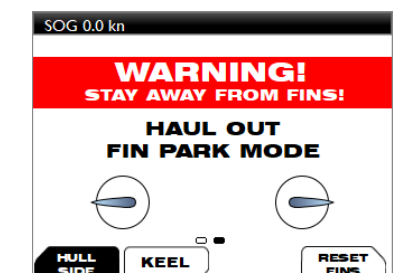 SOG 0.0 kn
WARNING!
STAY AWAY FROM FINS!
HAUL OUT
FIN PARK MODE
HULL
SIDE
KEEL
RESET
FINS